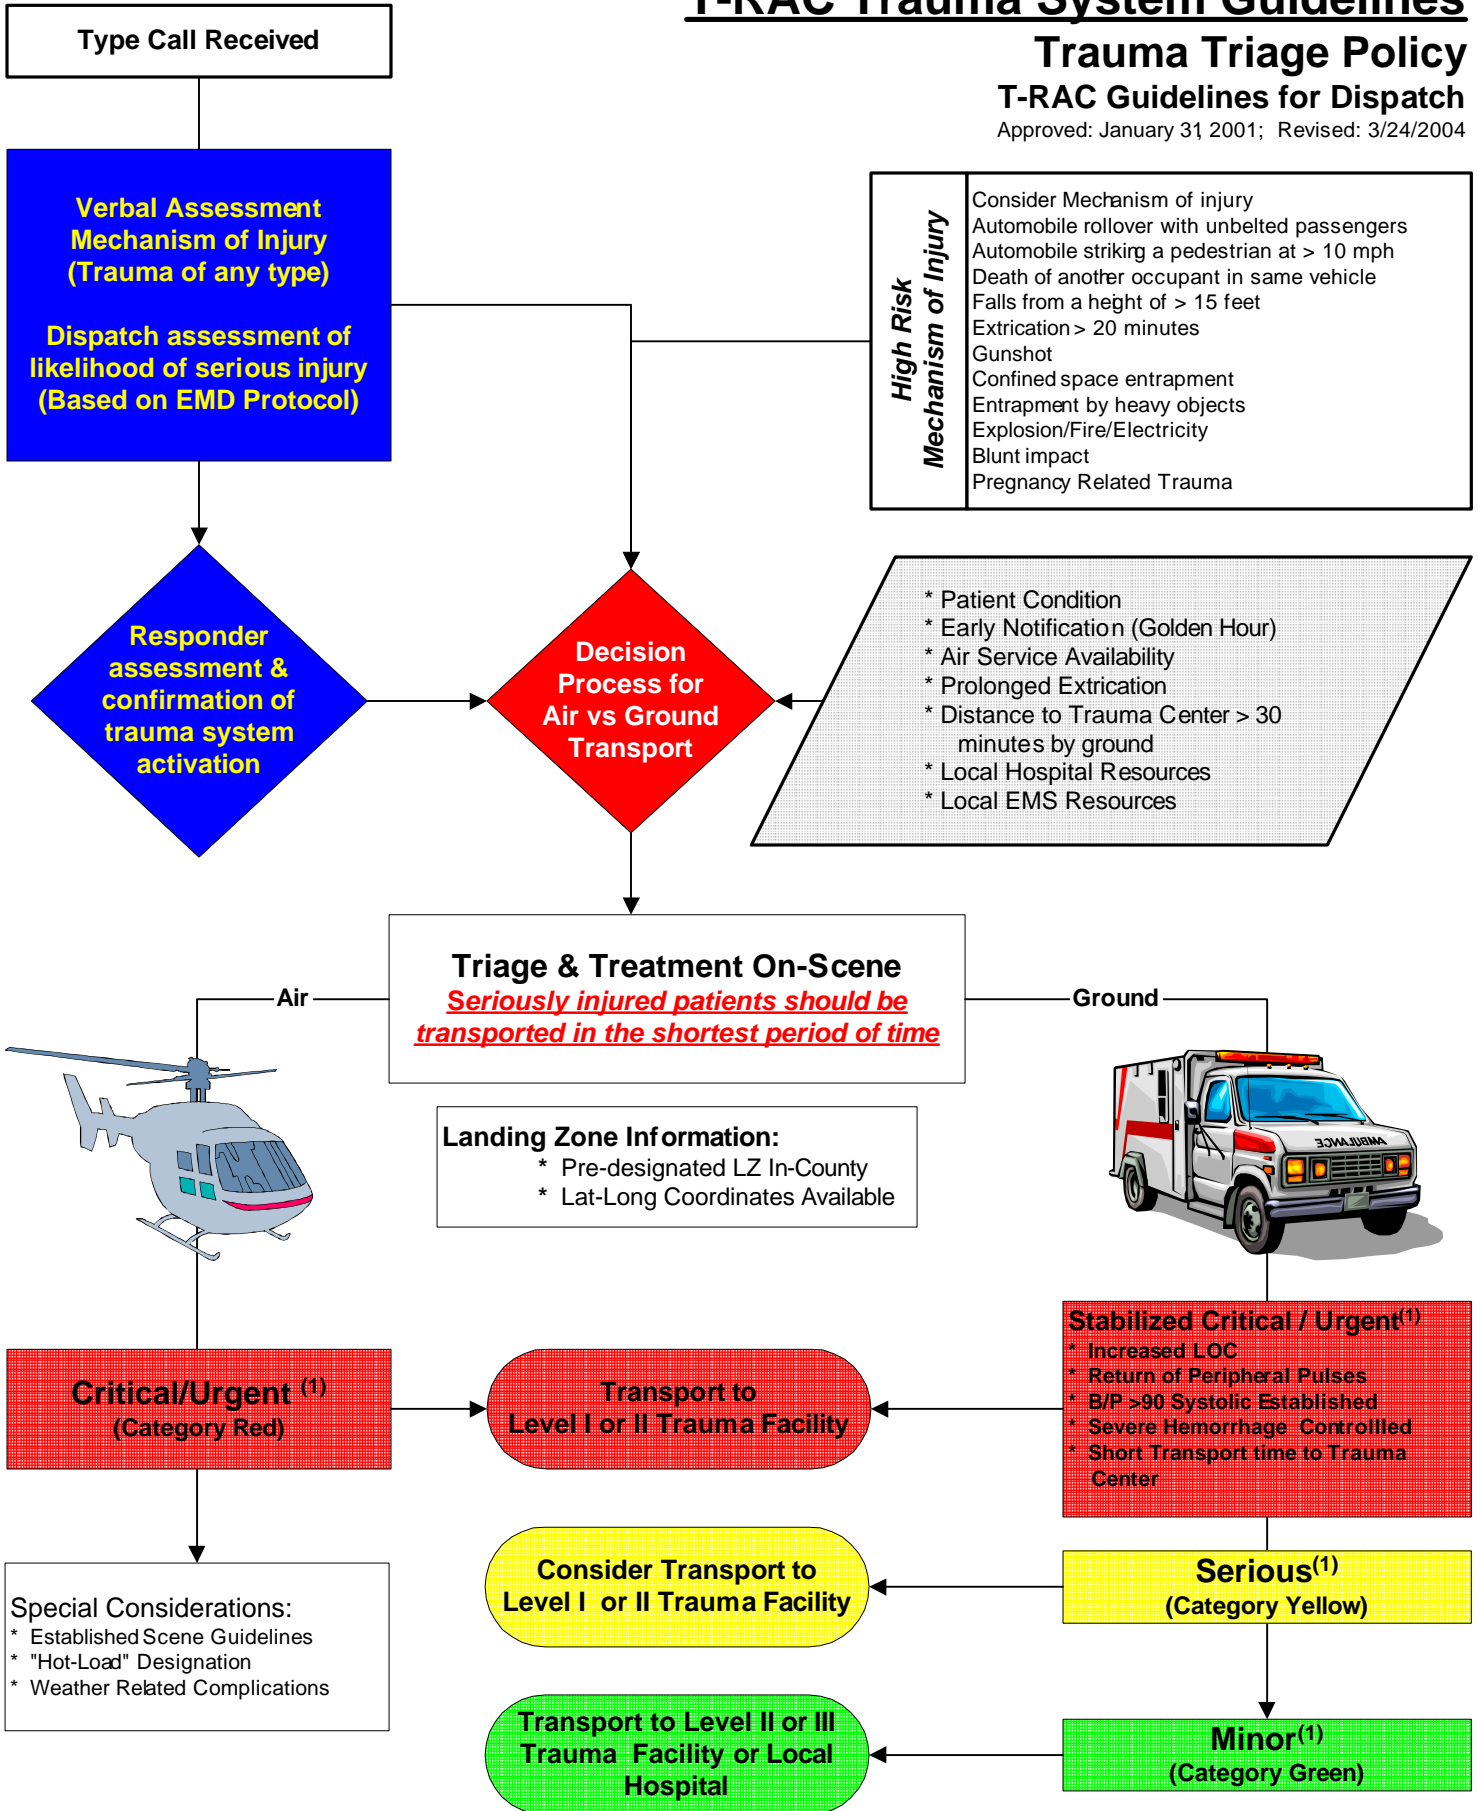 T-RAC Trauma System Guidelines
Trauma Triage Policy
T-RAC Guidelines for Dispatch
Approved: January 31, 2001; Revised: 3/24/2004
Type Call Received
Verbal Assessment
Mechanism of Injury
(Trauma of any type)
Dispatch assessment of
likelihood of serious injury
(Based on EMD Protocol)
High Risk
Mechanism of Injury
Consider Mechanism of injury
Automobile rollover with unbelted passengers
Automobile striking a pedestrian at > 10 mph
Death of another occupant in same vehicle
Falls from a height of > 15 feet
Extrication > 20 minutes
Gunshot
Confined space entrapment
Entrapment by heavy objects
Explosion/Fire/Electricity
Blunt impact
Pregnancy Related Trauma
Responder
assessment &
confirmation of
trauma system
activation
Decision
Process for
Air vs Ground
Transport
* Patient Condition
* Early Notification (Golden Hour)
* Air Service Availability
* Prolonged Extrication
* Distance to Trauma Center > 30
minutes by ground
* Local Hospital Resources
* Local EMS Resources
Triage & Treatment On-Scene
Seriously injured patients should be
transported in the shortest period of time
Air
Ground
AMBULANCE
Landing Zone Information:
* Pre-designated LZ In-County
* Lat-Long Coordinates Available
Critical/Urgent (1)
(Category Red)
Transport to
Level I or II Trauma Facility
Stabilized Critical / Urgent(1)
* Increased LOC
* Return of Peripheral Pulses
* B/P >90 Systolic Established
* Severe Hemorrhage Controllled
* Short Transport time to Trauma
Center
Special Considerations:
* Established Scene Guidelines
* "Hot-Load" Designation
* Weather Related Complications
Consider Transport to
Level I or II Trauma Facility
Serious(1)
(Category Yellow)
Transport to Level II or III
Trauma Facility or Local
Hospital
Minor(1)
(Category Green)